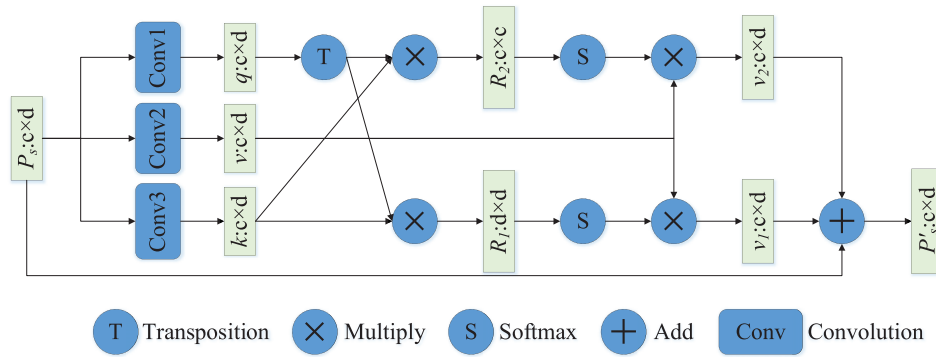 Conv1
q:c×d
T
×
R₂:c×c
S
×
v₂:c×d
Pₛ:c×d
Conv2
v:c×d
Conv3
k:c×d
×
R₁:d×d
S
×
v₁:c×d
+
P'ₛ:c×d
T Transposition × Multiply S Softmax + Add Conv Convolution